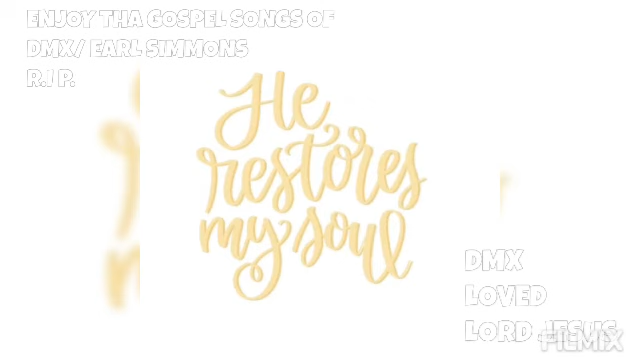 ENJOY THA GOSPEL SONGS OF
DMX/ EARL SIMMONS
R.I P.
He
restores
my soul
DMX
LOVED
LORD JESUS
FILMIX